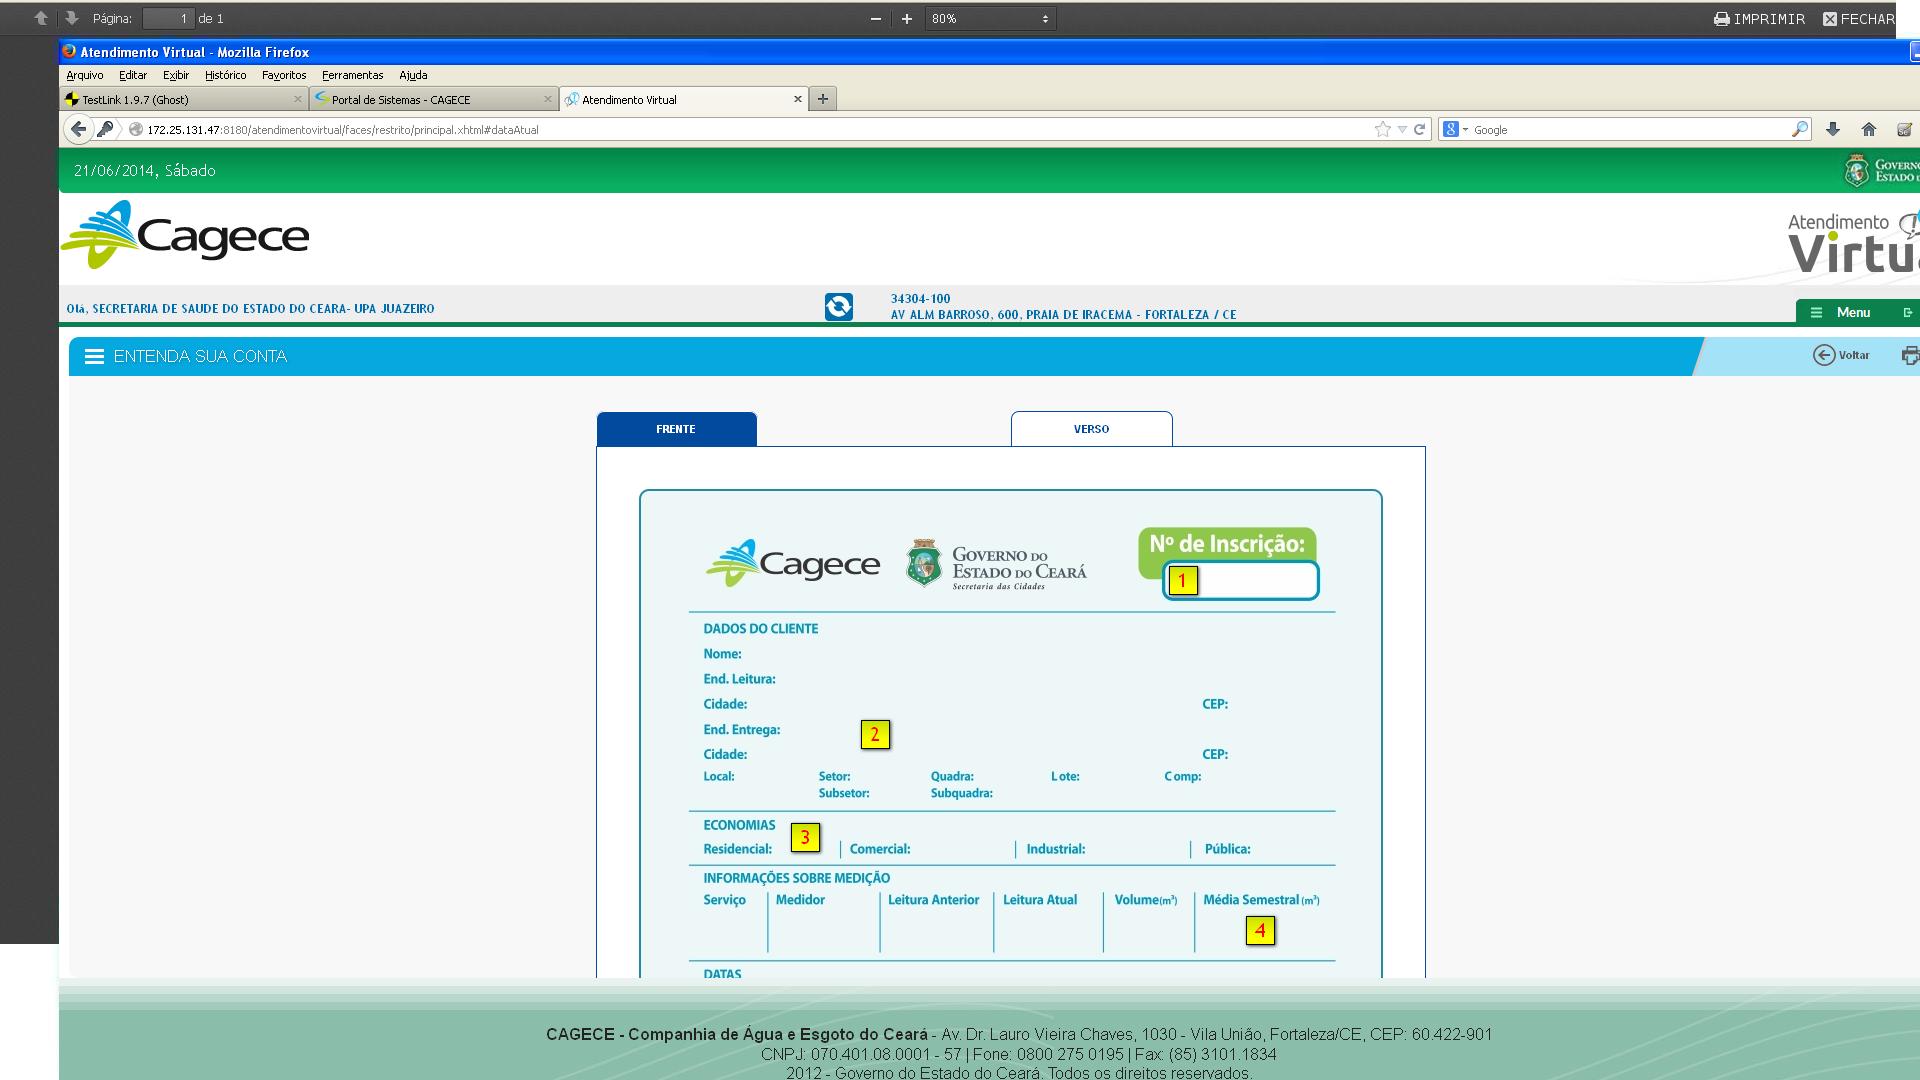 Página: 1 de 1 80% IMPRIMIR FECHAR
Atendimento Virtual - Mozilla Firefox
Arquivo Editar Exibir Histórico Favoritos Ferramentas Ajuda
TestLink 1.9.7 (Ghost) Portal de Sistemas - CAGECE Atendimento Virtual
172.25.131.47:8180/atendimentovirtual/faces/restrito/principal.xhtml#dataAtual Google
21/06/2014, Sábado
Cagece
Atendimento
Olá, SECRETARIA DE SAUDE DO ESTADO DO CEARA- UPA JUAZEIRO
34304-100
AV ALM BARROSO, 600, PRAIA DE IRACEMA - FORTALEZA / CE
Menu
ENTENDA SUA CONTA
Voltar
FRENTE VERSO
Cagece
GOVERNO DO
ESTADO DO CEARÁ
Secretaria das Cidades
Nº de Inscrição:
1
DADOS DO CLIENTE
Nome:
End. Leitura:
Cidade: CEP:
End. Entrega: 2
Cidade: CEP:
Local: Setor: Quadra: Lote: Comp:
Subsetor: Subquadra:
ECONOMIAS
3
Residencial: Comercial: Industrial: Pública:
INFORMAÇÕES SOBRE MEDIÇÃO
Serviço Medidor Leitura Anterior Leitura Atual Volume(m³) Média Semestral (m³)
4
DATAS
CAGECE - Companhia de Água e Esgoto do Ceará - Av. Dr. Lauro Vieira Chaves, 1030 - Vila União, Fortaleza/CE, CEP: 60.422-901
CNPJ: 070.401.08.0001 - 57 | Fone: 0800 275 0195 | Fax: (85) 3101.1834
2012 - Governo do Estado do Ceará. Todos os direitos reservados.